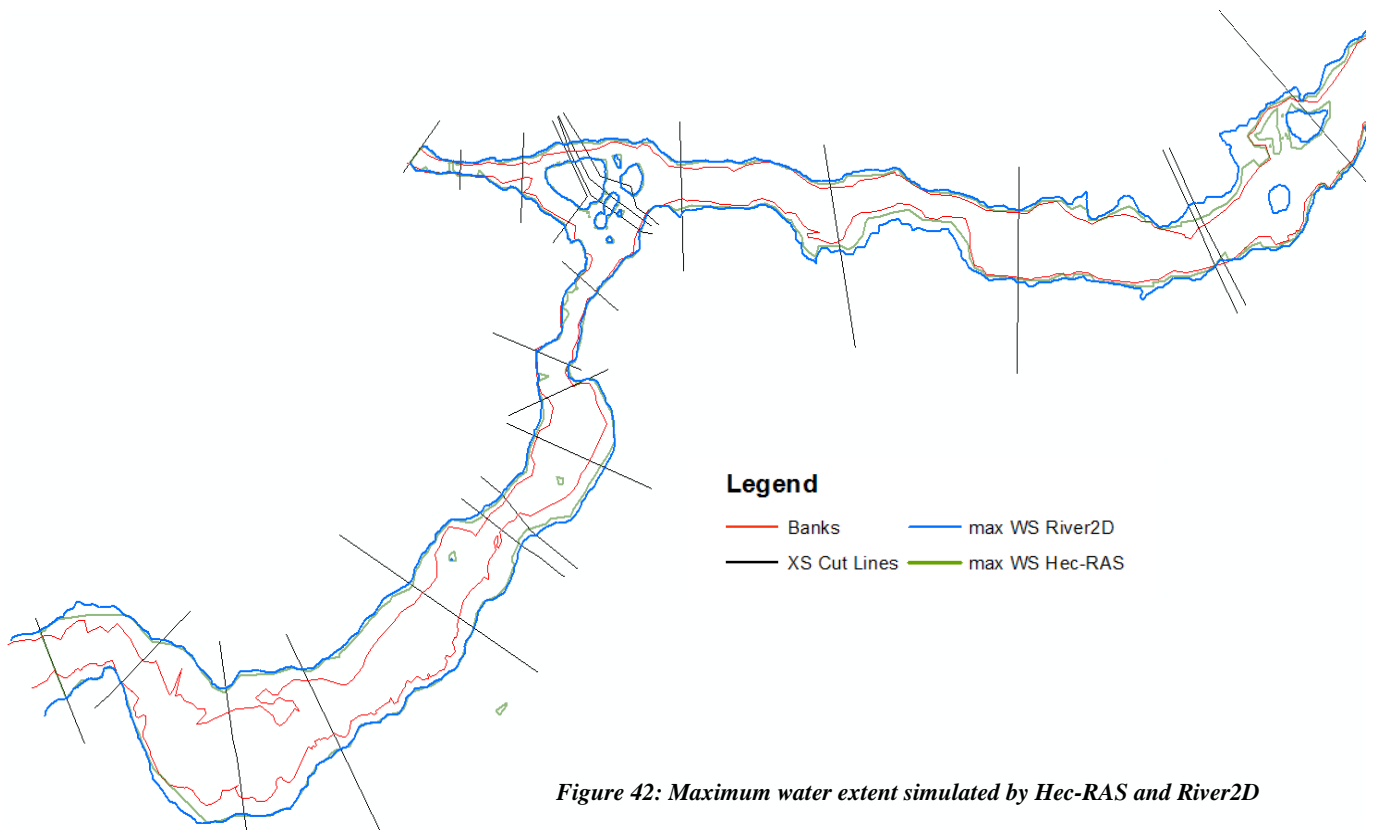 Legend
Banks
max WS River2D
XS Cut Lines
max WS Hec-RAS
Figure 42: Maximum water extent simulated by Hec-RAS and River2D